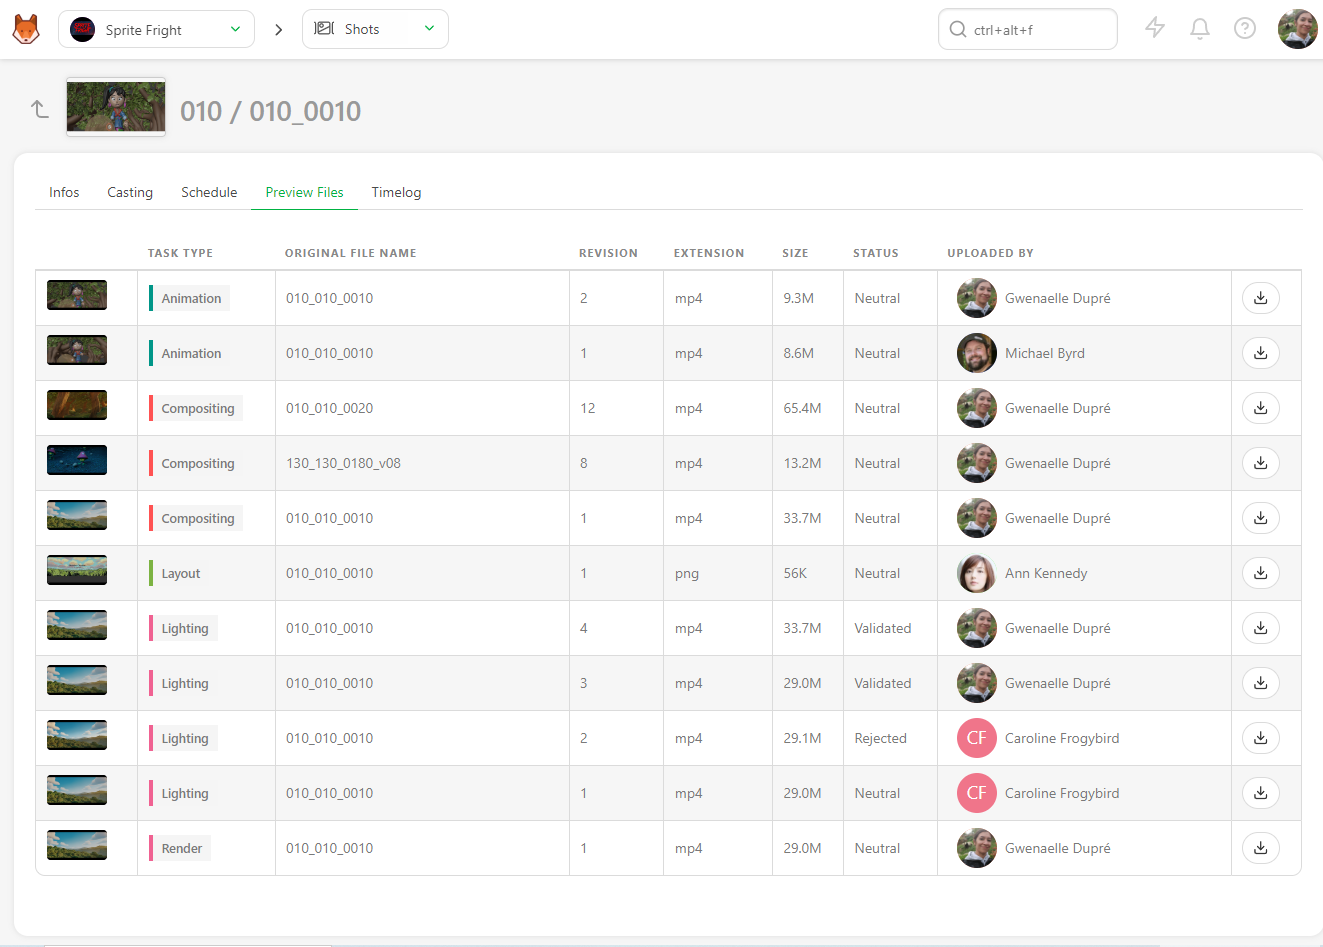 Sprite Fright
Shots
ctrl+alt+f
010 / 010_0010
Infos Casting Schedule Preview Files Timelog
TASK TYPE ORIGINAL FILE NAME REVISION EXTENSION SIZE STATUS UPLOADED BY
Animation 010_010_0010 2 mp4 9.3M Neutral Gwenaelle Dupré
Animation 010_010_0010 1 mp4 8.6M Neutral Michael Byrd
Compositing 010_010_0020 12 mp4 65.4M Neutral Gwenaelle Dupré
Compositing 130_130_0180_v08 8 mp4 13.2M Neutral Gwenaelle Dupré
Compositing 010_010_0010 1 mp4 33.7M Neutral Gwenaelle Dupré
Layout 010_010_0010 1 png 56K Neutral Ann Kennedy
Lighting 010_010_0010 4 mp4 33.7M Validated Gwenaelle Dupré
Lighting 010_010_0010 3 mp4 29.0M Validated Gwenaelle Dupré
Lighting 010_010_0010 2 mp4 29.1M Rejected CF Caroline Frogybird
Lighting 010_010_0010 1 mp4 29.0M Neutral CF Caroline Frogybird
Render 010_010_0010 1 mp4 29.0M Neutral Gwenaelle Dupré